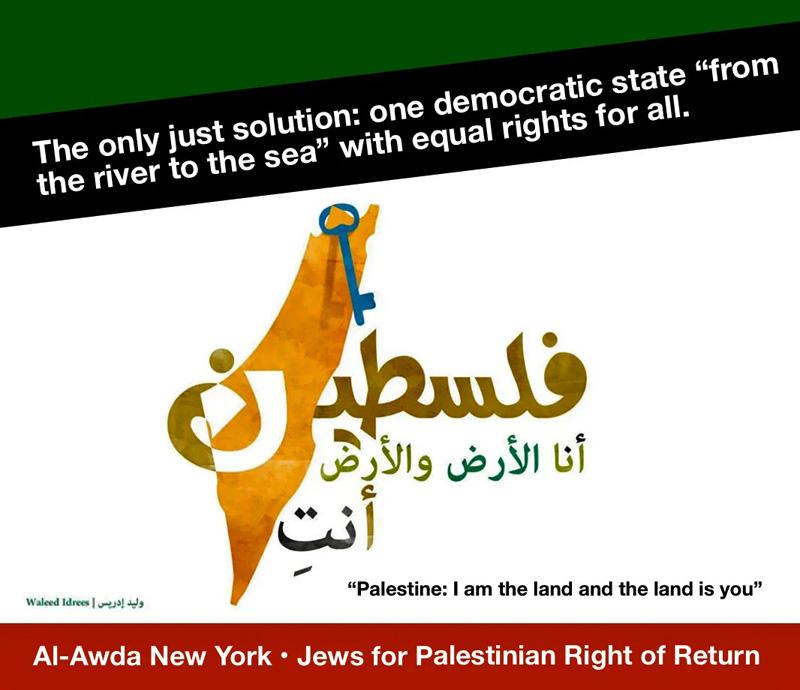 The only just solution: one democratic state “from
the river to the sea” with equal rights for all.
فلسطين
أنا الأرض والأرض
أنتِ
“Palestine: I am the land and the land is you”
Waleed Idrees | وليد إدريس
Al-Awda New York • Jews for Palestinian Right of Return